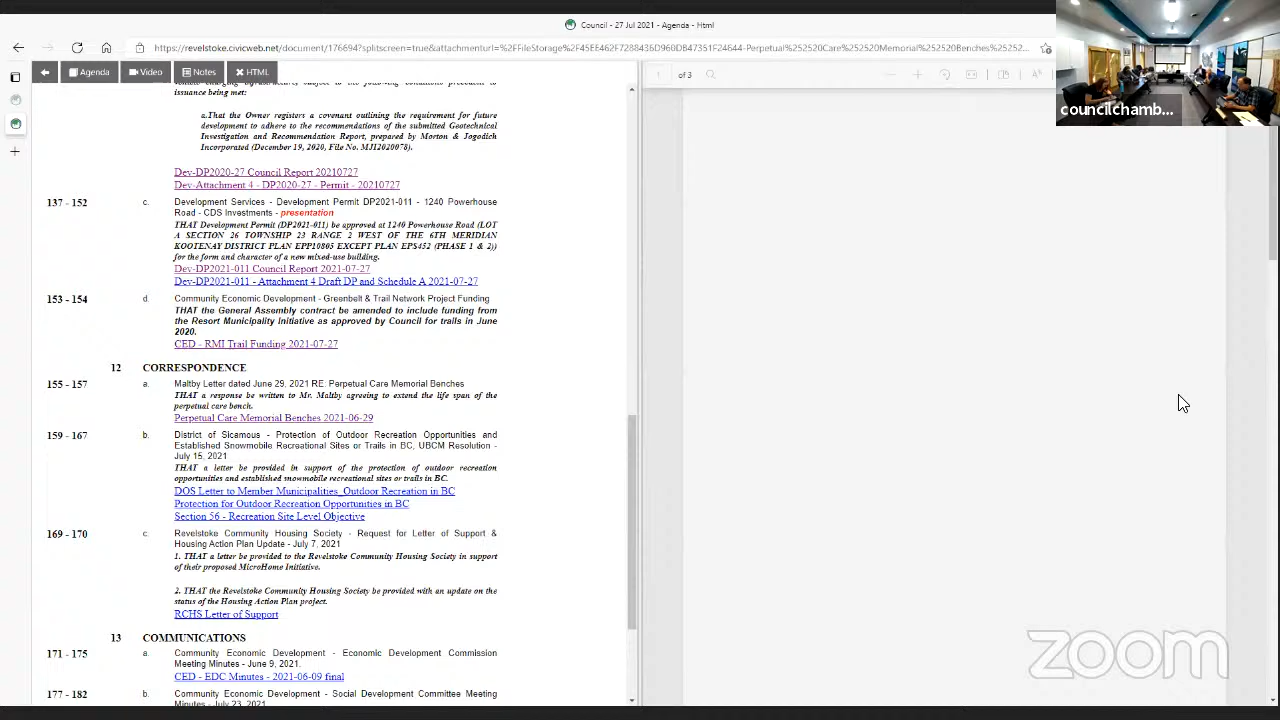 Council - 27 Jul 2021 - Agenda - Html
https://revelstoke.civicweb.net/document/176694?splitscreen=true&attachmenturl=%2FFileStorage%2F45EE462F7288436D960DB47351F24644-Perpetual%252520Care%252520Memorial%252520Benches%25252...
Agenda Video Notes HTML
1 of 3
councilchamb...
issuance being met:
a.That the Owner registers a covenant outlining the requirement for future
development to adhere to the recommendations of the submitted Geotechnical
Investigation and Recommendation Report, prepared by Morton & Jogodich
Incorporated (December 19, 2020, File No. MJI2020078).
Dev-DP2020-27 Council Report 20210727
Dev-Attachment 4 - DP2020-27 - Permit - 20210727
137 - 152 c. Development Services - Development Permit DP2021-011 - 1240 Powerhouse
Road - CDS Investments - presentation
THAT Development Permit (DP2021-011) be approved at 1240 Powerhouse Road (LOT
A SECTION 26 TOWNSHIP 23 RANGE 2 WEST OF THE 6TH MERIDIAN
KOOTENAY DISTRICT PLAN EPP10805 EXCEPT PLAN EPS452 (PHASE 1 & 2))
for the form and character of a new mixed-use building.
Dev-DP2021-011 Council Report 2021-07-27
Dev-DP2021-011 - Attachment 4 Draft DP and Schedule A 2021-07-27
153 - 154 d. Community Economic Development - Greenbelt & Trail Network Project Funding
THAT the General Assembly contract be amended to include funding from
the Resort Municipality Initiative as approved by Council for trails in June
2020.
CED - RMI Trail Funding 2021-07-27
12 CORRESPONDENCE
155 - 157 a. Maltby Letter dated June 29, 2021 RE: Perpetual Care Memorial Benches
THAT a response be written to Mr. Maltby agreeing to extend the life span of the
perpetual care bench.
Perpetual Care Memorial Benches 2021-06-29
159 - 167 b. District of Sicamous - Protection of Outdoor Recreation Opportunities and
Established Snowmobile Recreational Sites or Trails in BC, UBCM Resolution -
July 15, 2021
THAT a letter be provided in support of the protection of outdoor recreation
opportunities and established snowmobile recreational sites or trails in BC.
DOS Letter to Member Municipalities_Outdoor Recreation in BC
Protection for Outdoor Recreation Opportunities in BC
Section 56 - Recreation Site Level Objective
169 - 170 c. Revelstoke Community Housing Society - Request for Letter of Support &
Housing Action Plan Update - July 7, 2021
1. THAT a letter be provided to the Revelstoke Community Housing Society in support
of their proposed MicroHome Initiative.
2. THAT the Revelstoke Community Housing Society be provided with an update on the
status of the Housing Action Plan project.
RCHS Letter of Support
13 COMMUNICATIONS
171 - 175 a. Community Economic Development - Economic Development Commission
Meeting Minutes - June 9, 2021.
CED - EDC Minutes - 2021-06-09 final
177 - 182 b. Community Economic Development - Social Development Committee Meeting
Minutes - July 23, 2021
zoom